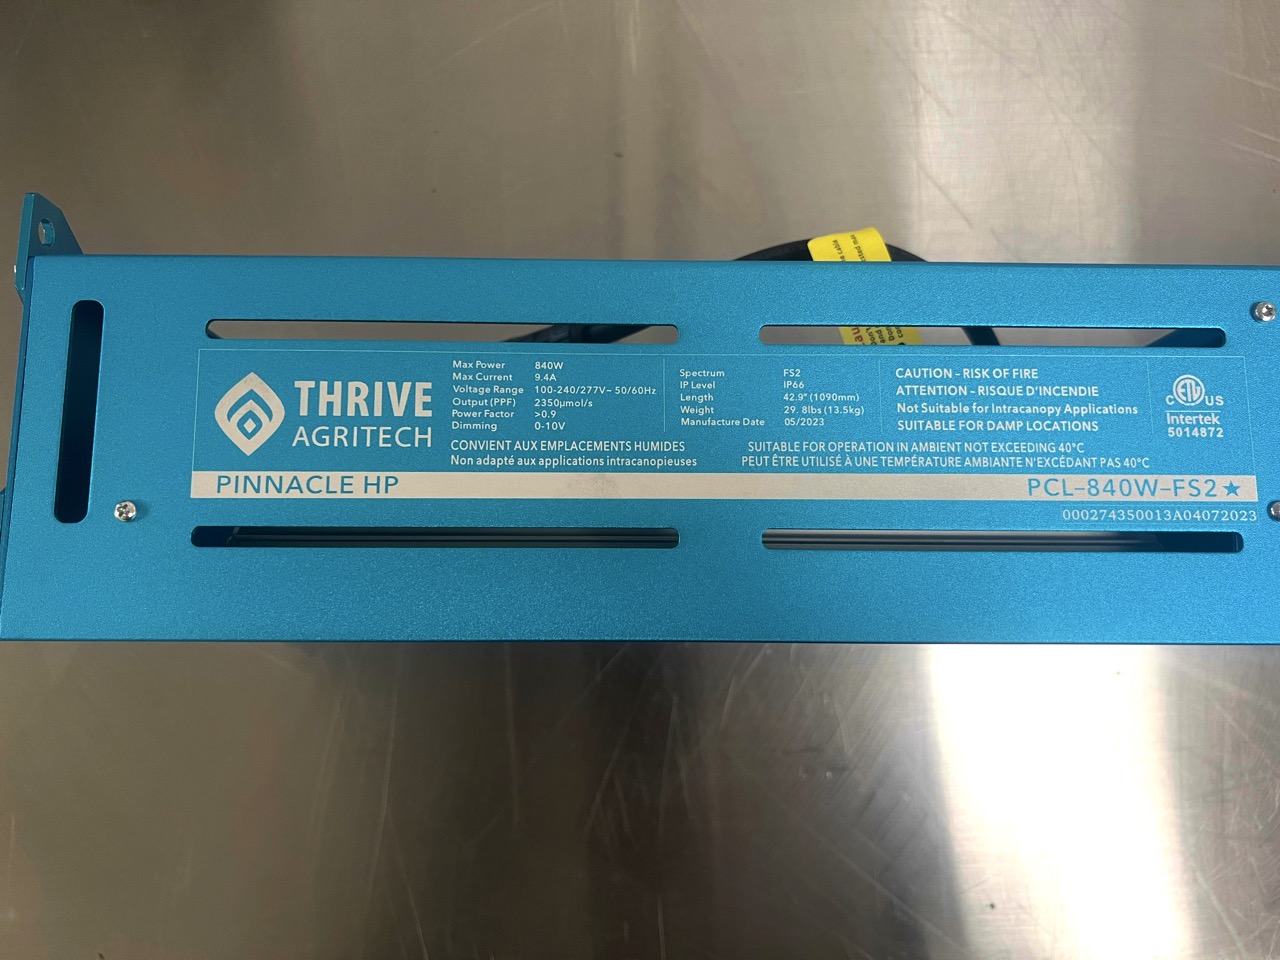 THRIVE
AGRITECH
Max Power 840W
Max Current 9.4A
Voltage Range 100-240/277V~ 50/60Hz
Output (PPF) 2350μmol/s
Power Factor >0.9
Dimming 0-10V
Spectrum FS2
IP Level IP66
Length 42.9" (1090mm)
Weight 29.8lbs (13.5kg)
Manufacture Date 05/2023
CAUTION - RISK OF FIRE
ATTENTION - RISQUE D'INCENDIE
Not Suitable for Intracanopy Applications
SUITABLE FOR DAMP LOCATIONS
ETL
C US
Intertek
5014872
CONVIENT AUX EMPLACEMENTS HUMIDES
Non adapté aux applications intracanopieuses
SUITABLE FOR OPERATION IN AMBIENT NOT EXCEEDING 40°C
PEUT ÊTRE UTILISÉ À UNE TEMPÉRATURE AMBIANTE N'EXCÉDANT PAS 40°C
PINNACLE HP
PCL-840W-FS2★
000274350013A04072023